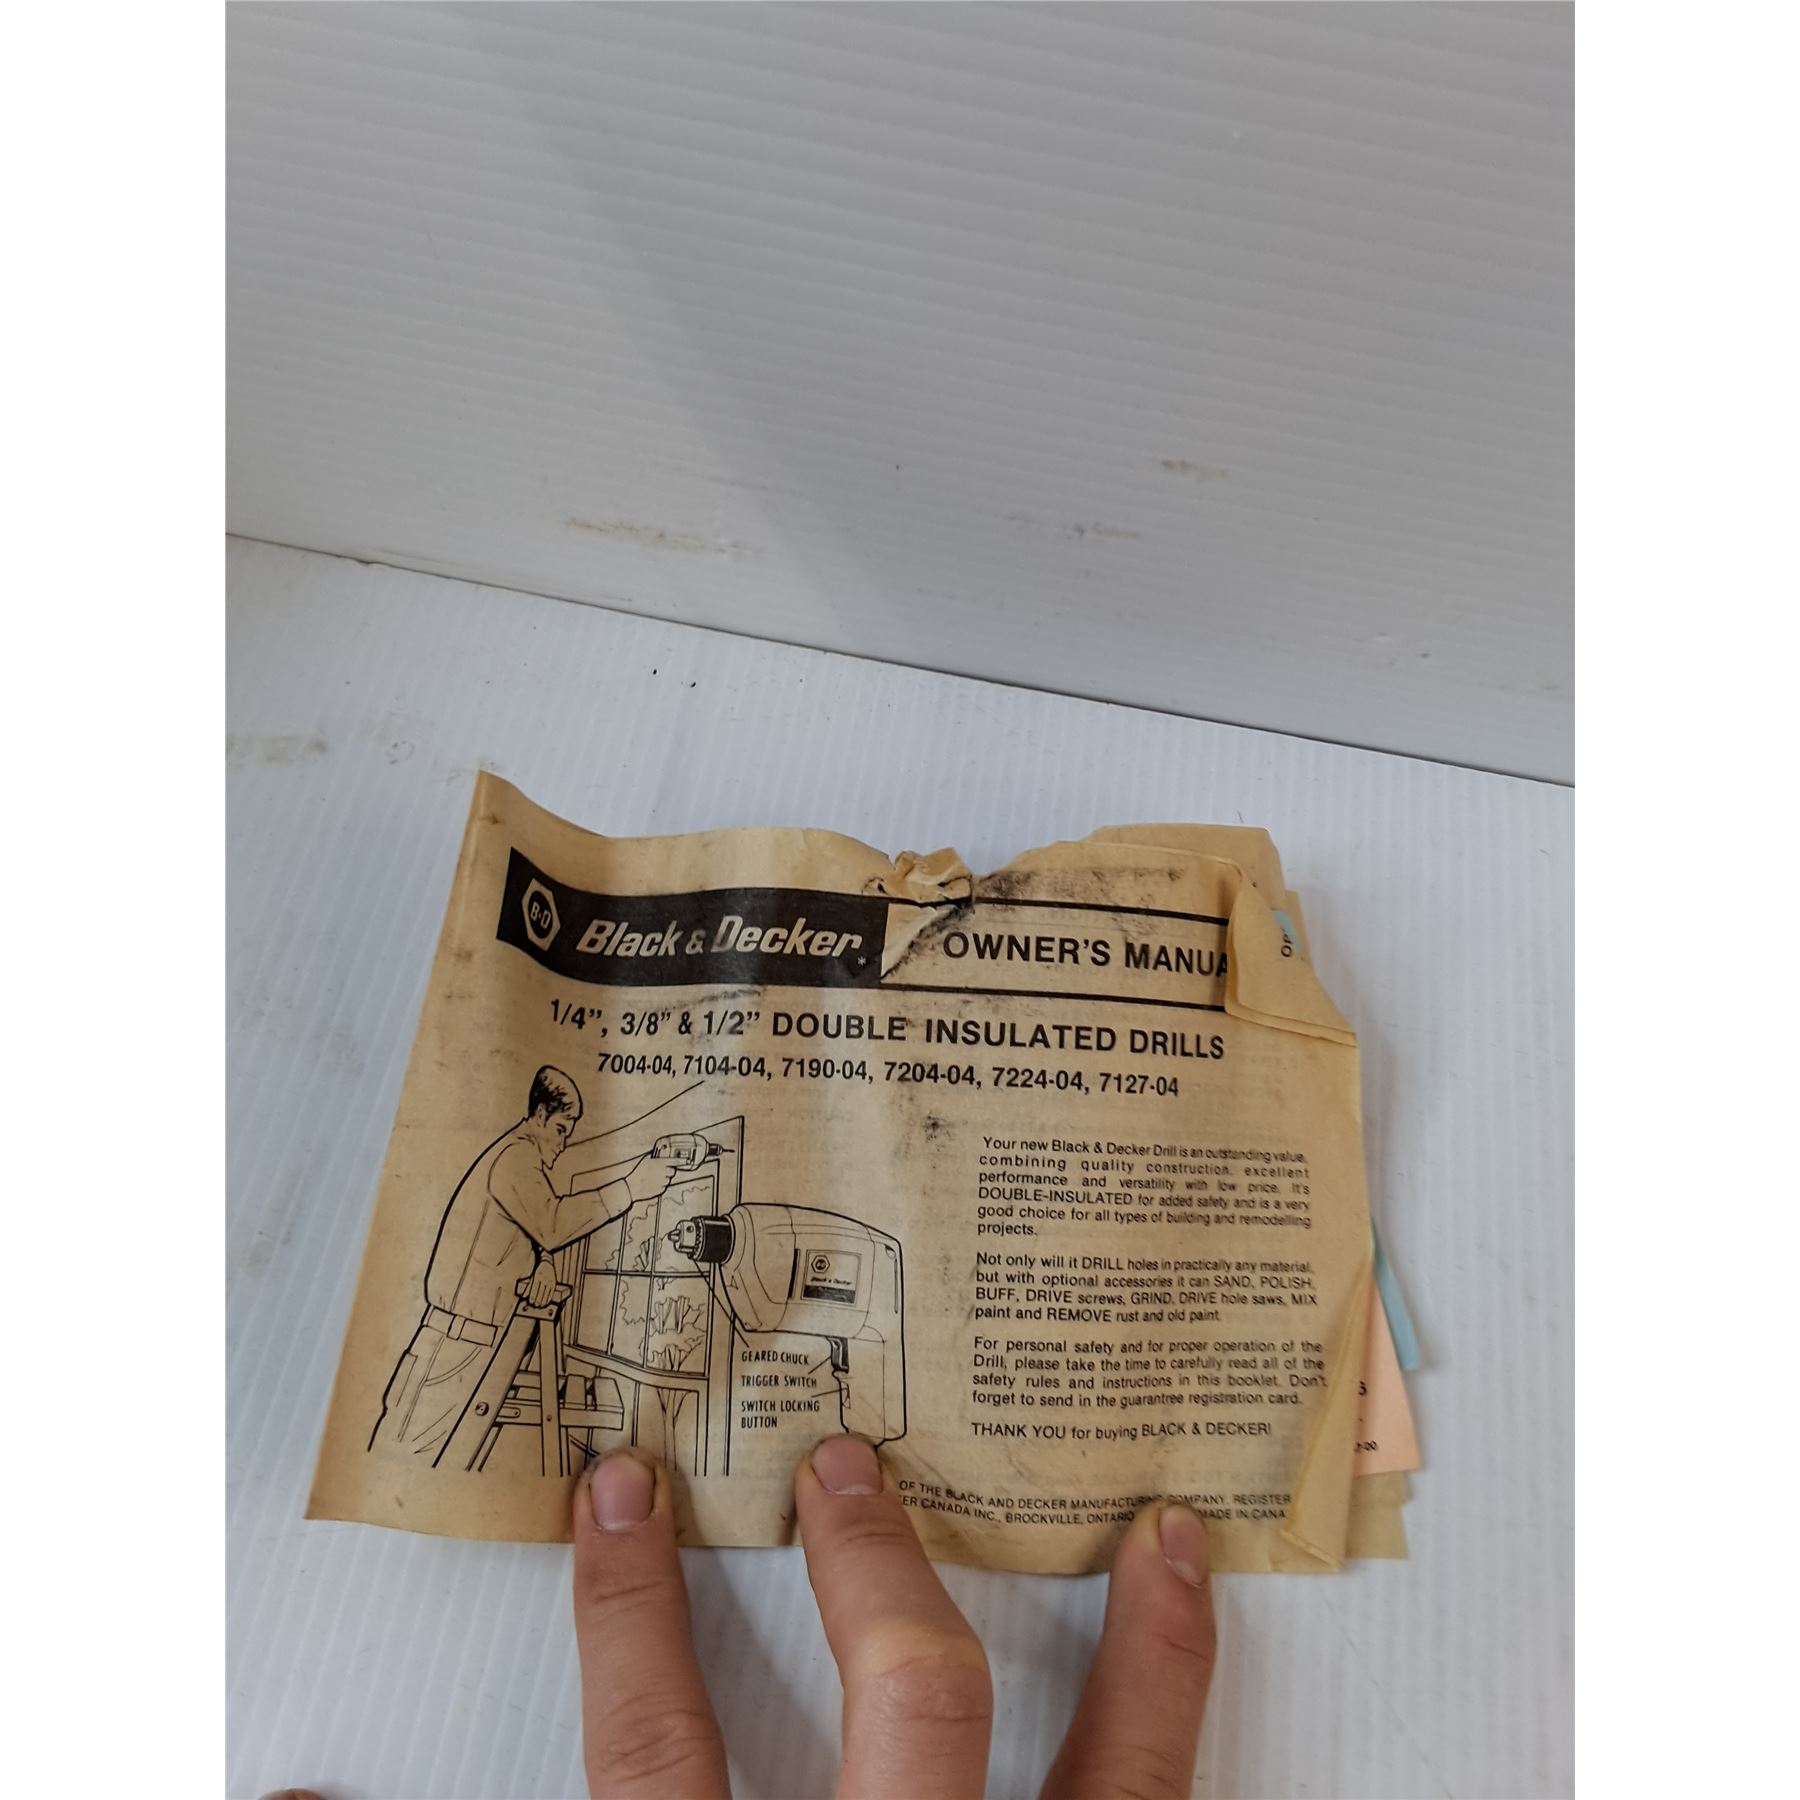 B&D Black & Decker* OWNER'S MANUA
1/4", 3/8" & 1/2" DOUBLE INSULATED DRILLS
7004-04, 7104-04, 7190-04, 7204-04, 7224-04, 7127-04
Your new Black & Decker Drill is an outstanding value,
combining quality construction, excellent
performance and versatility with low price. It's
DOUBLE-INSULATED for added safety and is a very
good choice for all types of building and remodelling
projects.
Not only will it DRILL holes in practically any material,
but with optional accessories it can SAND, POLISH,
BUFF, DRIVE screws, GRIND, DRIVE hole saws, MIX
paint and REMOVE rust and old paint.
For personal safety and for proper operation of the
Drill, please take the time to carefully read all of the
safety rules and instructions in this booklet. Don't
forget to send in the guarantee registration card.
THANK YOU for buying BLACK & DECKER!
Black & Decker
GEARED CHUCK
TRIGGER SWITCH
SWITCH LOCKING
BUTTON
OF THE BLACK AND DECKER MANUFACTURING COMPANY. REGISTER
ER CANADA INC., BROCKVILLE, ONTARIO MADE IN CANA